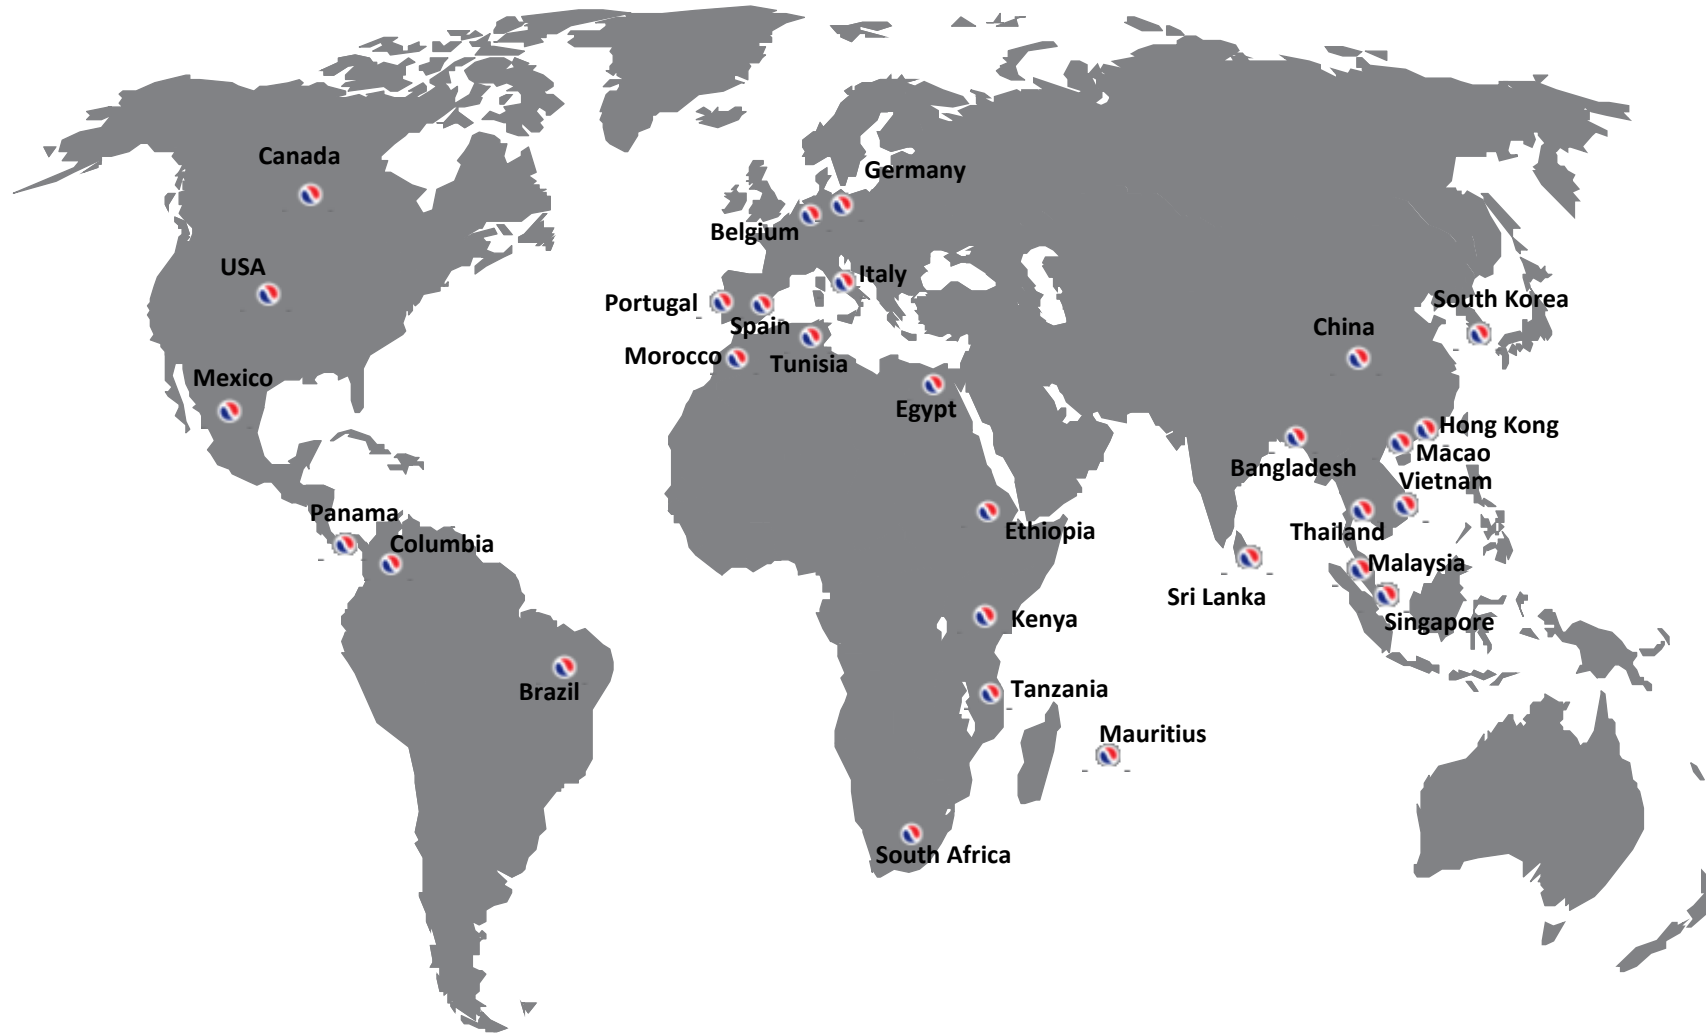 Canada
Germany
Belgium
USA
Italy
Portugal
South Korea
Spain
China
Morocco
Tunisia
Mexico
Egypt
Hong Kong
Macao
Bangladesh
Vietnam
Panama
Ethiopia
Thailand
Columbia
Malaysia
Sri Lanka
Kenya
Singapore
Brazil
Tanzania
Mauritius
South Africa